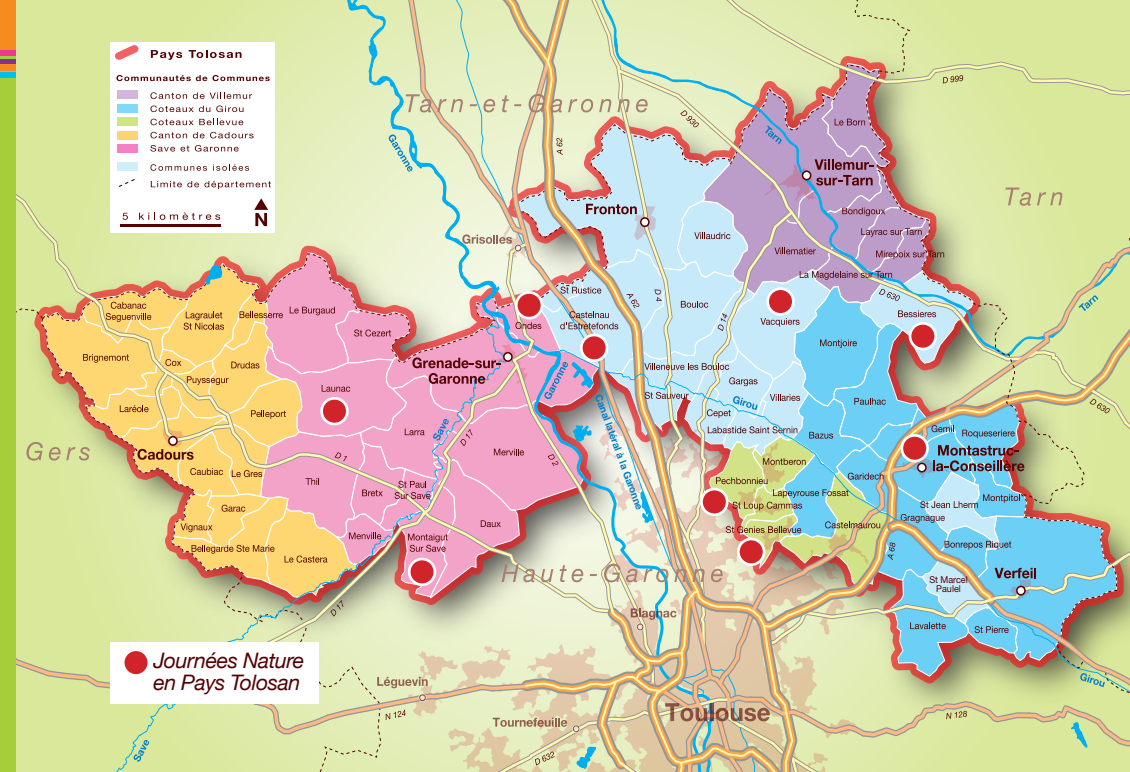 Pays Tolosan
Communautés de Communes
Canton de Villemur
Coteaux du Girou
Coteaux Bellevue
Canton de Cadours
Save et Garonne
Communes isolées
Limite de département
5 kilomètres
N
Tarn-et-Garonne
D 999
D 930
A 62
Garonne
Tarn
Le Born
Villemur-
sur-Tarn
Tarn
Fronton
Bondigoux
Villaudric
Layrac sur Tarn
Grisolles
Villematier
Mirepoix sur Tarn
La Magdelaine sur Tarn
D 630
St Rustice
A 62
D 4
Bouloc
D 14
Vacquiers
Bessieres
Tarn
Cabanac
Seguenville
Lagraulet
St Nicolas
Bellesserre
Le Burgaud
St Cezert
Ondes
Castelnau
d'Estretefonds
Montjoire
Brignemont
Cox
Drudas
Puyssegur
Grenade-sur-
Garonne
Garonne
Villeneuve les Bouloc
Gargas
Launac
St Sauveur
Villaries
Girou
Paulhac
D 630
Laréole
Pelleport
Cepet
Labastide Saint Sernin
Bazus
Gemil
Roqueseriere
Larra
Save
D 17
Canal latéral à la Garonne
Gers
Cadours
D 1
Merville
D 2
Montberon
Montastruc-
la-Conseillère
Caubiac
Le Gres
Thil
Bretx
St Paul
Sur Save
Pechbonnieu
Lapeyrouse Fossat
Garidech
St Jean Lherm
Montpitol
Garac
St Loup Cammas
Vignaux
Daux
St Genies Bellevue
Castelmaurou
Gragnague
Menville
Montaigut
Sur Save
Bellegarde Ste Marie
Le Castera
A 68
Bonrepos Riquet
Haute-Garonne
Verfeil
St Marcel
Paulel
D 17
Blagnac
Lavalette
St Pierre
Journées Nature
en Pays Tolosan
Girou
Léguevin
N 124
Toulouse
N 128
Tournefeuille
Save
D 632